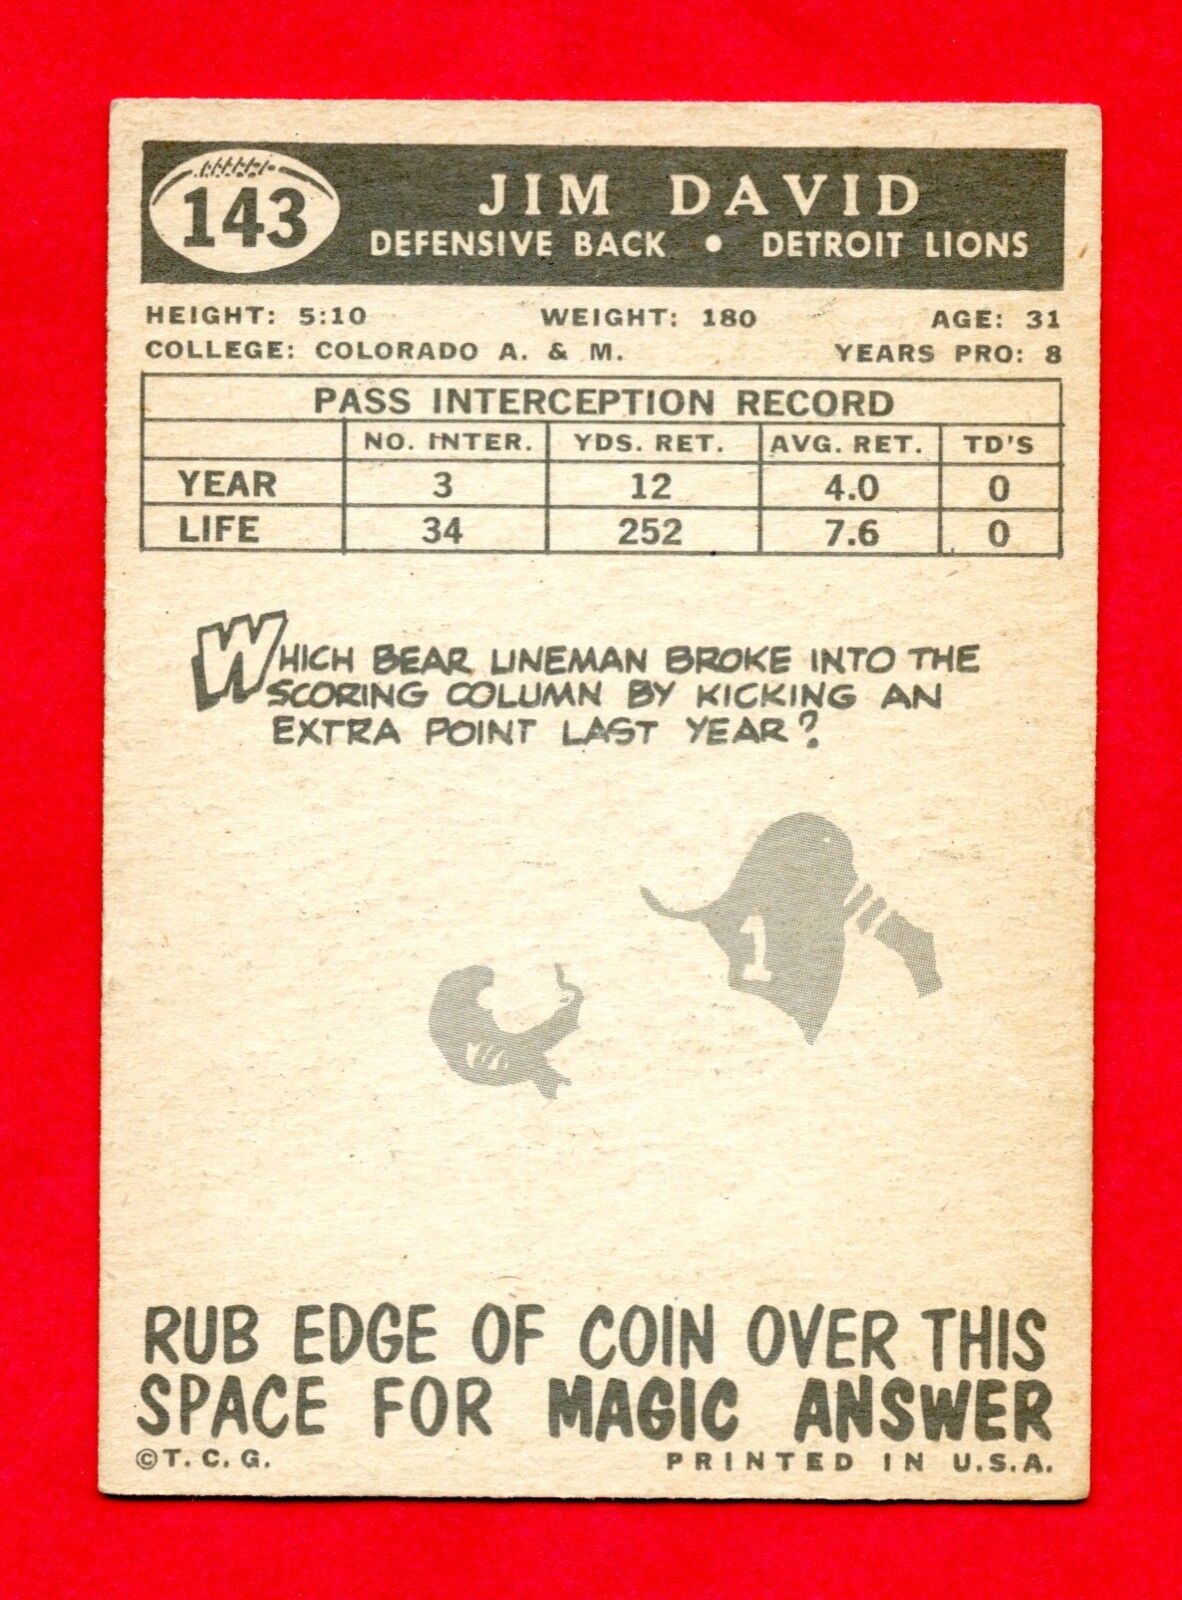 143
JIM DAVID
DEFENSIVE BACK • DETROIT LIONS
HEIGHT: 5:10 WEIGHT: 180 AGE: 31
COLLEGE: COLORADO A. & M. YEARS PRO: 8
PASS INTERCEPTION RECORD
NO. INTER. YDS. RET. AVG. RET. TD'S
YEAR 3 12 4.0 0
LIFE 34 252 7.6 0
WHICH BEAR LINEMAN BROKE INTO THE
SCORING COLUMN BY KICKING AN
EXTRA POINT LAST YEAR?
1
RUB EDGE OF COIN OVER THIS
SPACE FOR MAGIC ANSWER
©T. C. G. PRINTED IN U.S.A.